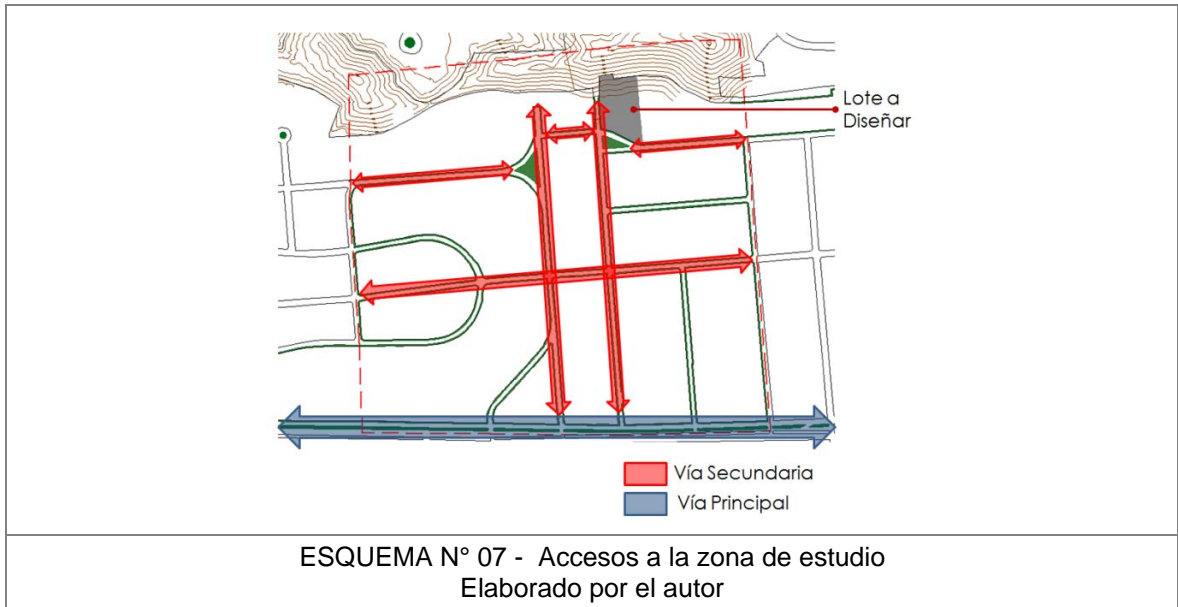 Lote a
Diseñar
Vía Secundaria
Vía Principal
ESQUEMA N° 07 - Accesos a la zona de estudio
Elaborado por el autor